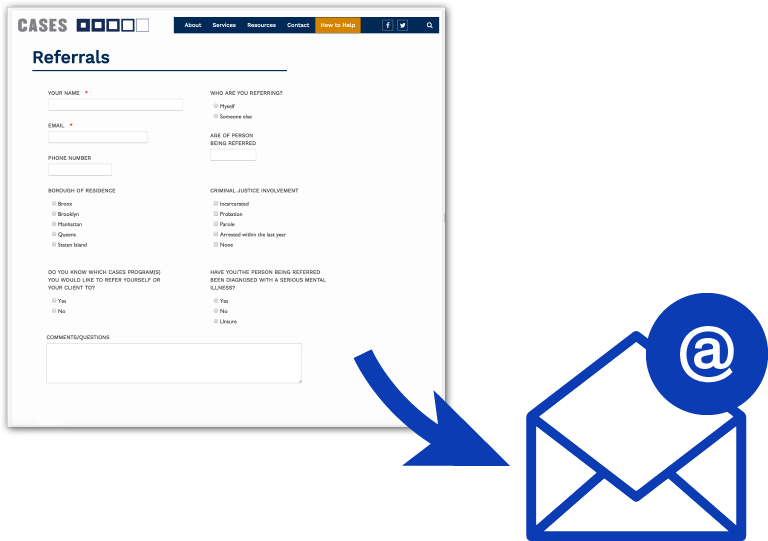 CASES
About Services Resources Contact How to Help
Referrals
YOUR NAME *
EMAIL *
PHONE NUMBER
WHO ARE YOU REFERRING?
Myself
Someone else
AGE OF PERSON
BEING REFERRED
BOROUGH OF RESIDENCE
Bronx
Brooklyn
Manhattan
Queens
Staten Island
CRIMINAL JUSTICE INVOLVEMENT
Incarcerated
Probation
Parole
Arrested within the last year
None
DO YOU KNOW WHICH CASES PROGRAM(S)
YOU WOULD LIKE TO REFER YOURSELF OR
YOUR CLIENT TO?
Yes
No
HAVE YOU/THE PERSON BEING REFERRED
BEEN DIAGNOSED WITH A SERIOUS MENTAL
ILLNESS?
Yes
No
Unsure
COMMENTS/QUESTIONS
@